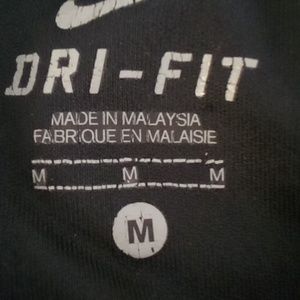 DRI-FIT
MADE IN MALAYSIA
FABRIQUE EN MALAISIE
M M M
M